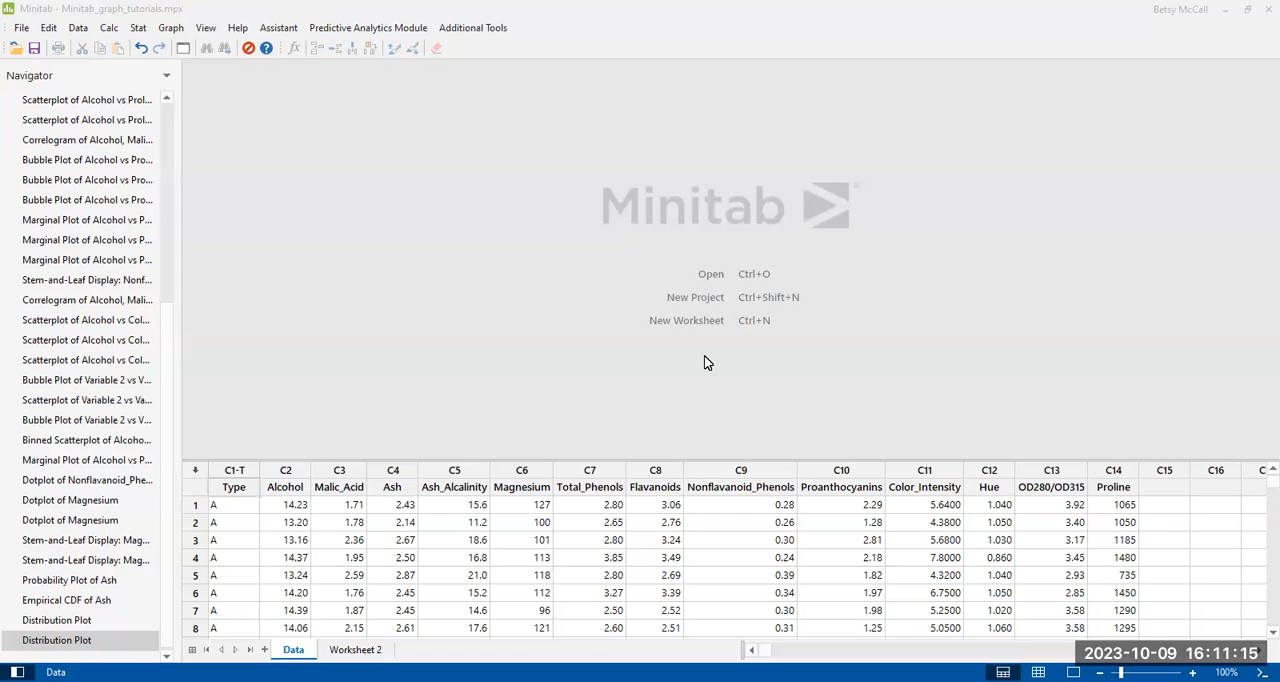 Minitab - Minitab_graph_tutorials.mpx
Betsy McCall
File Edit Data Calc Stat Graph View Help Assistant Predictive Analytics Module Additional Tools
Navigator
Scatterplot of Alcohol vs Prol...
Scatterplot of Alcohol vs Prol...
Correlogram of Alcohol, Mali...
Bubble Plot of Alcohol vs Pro...
Bubble Plot of Alcohol vs Pro...
Bubble Plot of Alcohol vs Pro...
Marginal Plot of Alcohol vs P...
Marginal Plot of Alcohol vs P...
Marginal Plot of Alcohol vs P...
Stem-and-Leaf Display: Nonf...
Correlogram of Alcohol, Mali...
Scatterplot of Alcohol vs Col...
Scatterplot of Alcohol vs Col...
Scatterplot of Alcohol vs Col...
Bubble Plot of Variable 2 vs V...
Scatterplot of Variable 2 vs Va...
Bubble Plot of Variable 2 vs V...
Binned Scatterplot of Alcoho...
Marginal Plot of Alcohol vs P...
Dotplot of Nonflavanoid_Phe...
Dotplot of Magnesium
Dotplot of Magnesium
Stem-and-Leaf Display: Mag...
Stem-and-Leaf Display: Mag...
Probability Plot of Ash
Empirical CDF of Ash
Distribution Plot
Distribution Plot
Minitab
Open Ctrl+O
New Project Ctrl+Shift+N
New Worksheet Ctrl+N
C1-T C2 C3 C4 C5 C6 C7 C8 C9 C10 C11 C12 C13 C14 C15 C16 C
Type Alcohol Malic_Acid Ash Ash_Alcalinity Magnesium Total_Phenols Flavanoids Nonflavanoid_Phenols Proanthocyanins Color_Intensity Hue OD280/OD315 Proline
1 A 14.23 1.71 2.43 15.6 127 2.80 3.06 0.28 2.29 5.6400 1.040 3.92 1065
2 A 13.20 1.78 2.14 11.2 100 2.65 2.76 0.26 1.28 4.3800 1.050 3.40 1050
3 A 13.16 2.36 2.67 18.6 101 2.80 3.24 0.30 2.81 5.6800 1.030 3.17 1185
4 A 14.37 1.95 2.50 16.8 113 3.85 3.49 0.24 2.18 7.8000 0.860 3.45 1480
5 A 13.24 2.59 2.87 21.0 118 2.80 2.69 0.39 1.82 4.3200 1.040 2.93 735
6 A 14.20 1.76 2.45 15.2 112 3.27 3.39 0.34 1.97 6.7500 1.050 2.85 1450
7 A 14.39 1.87 2.45 14.6 96 2.50 2.52 0.30 1.98 5.2500 1.020 3.58 1290
8 A 14.06 2.15 2.61 17.6 121 2.60 2.51 0.31 1.25 5.0500 1.060 3.58 1295
Data Worksheet 2
2023-10-09 16:11:15
Data
100%